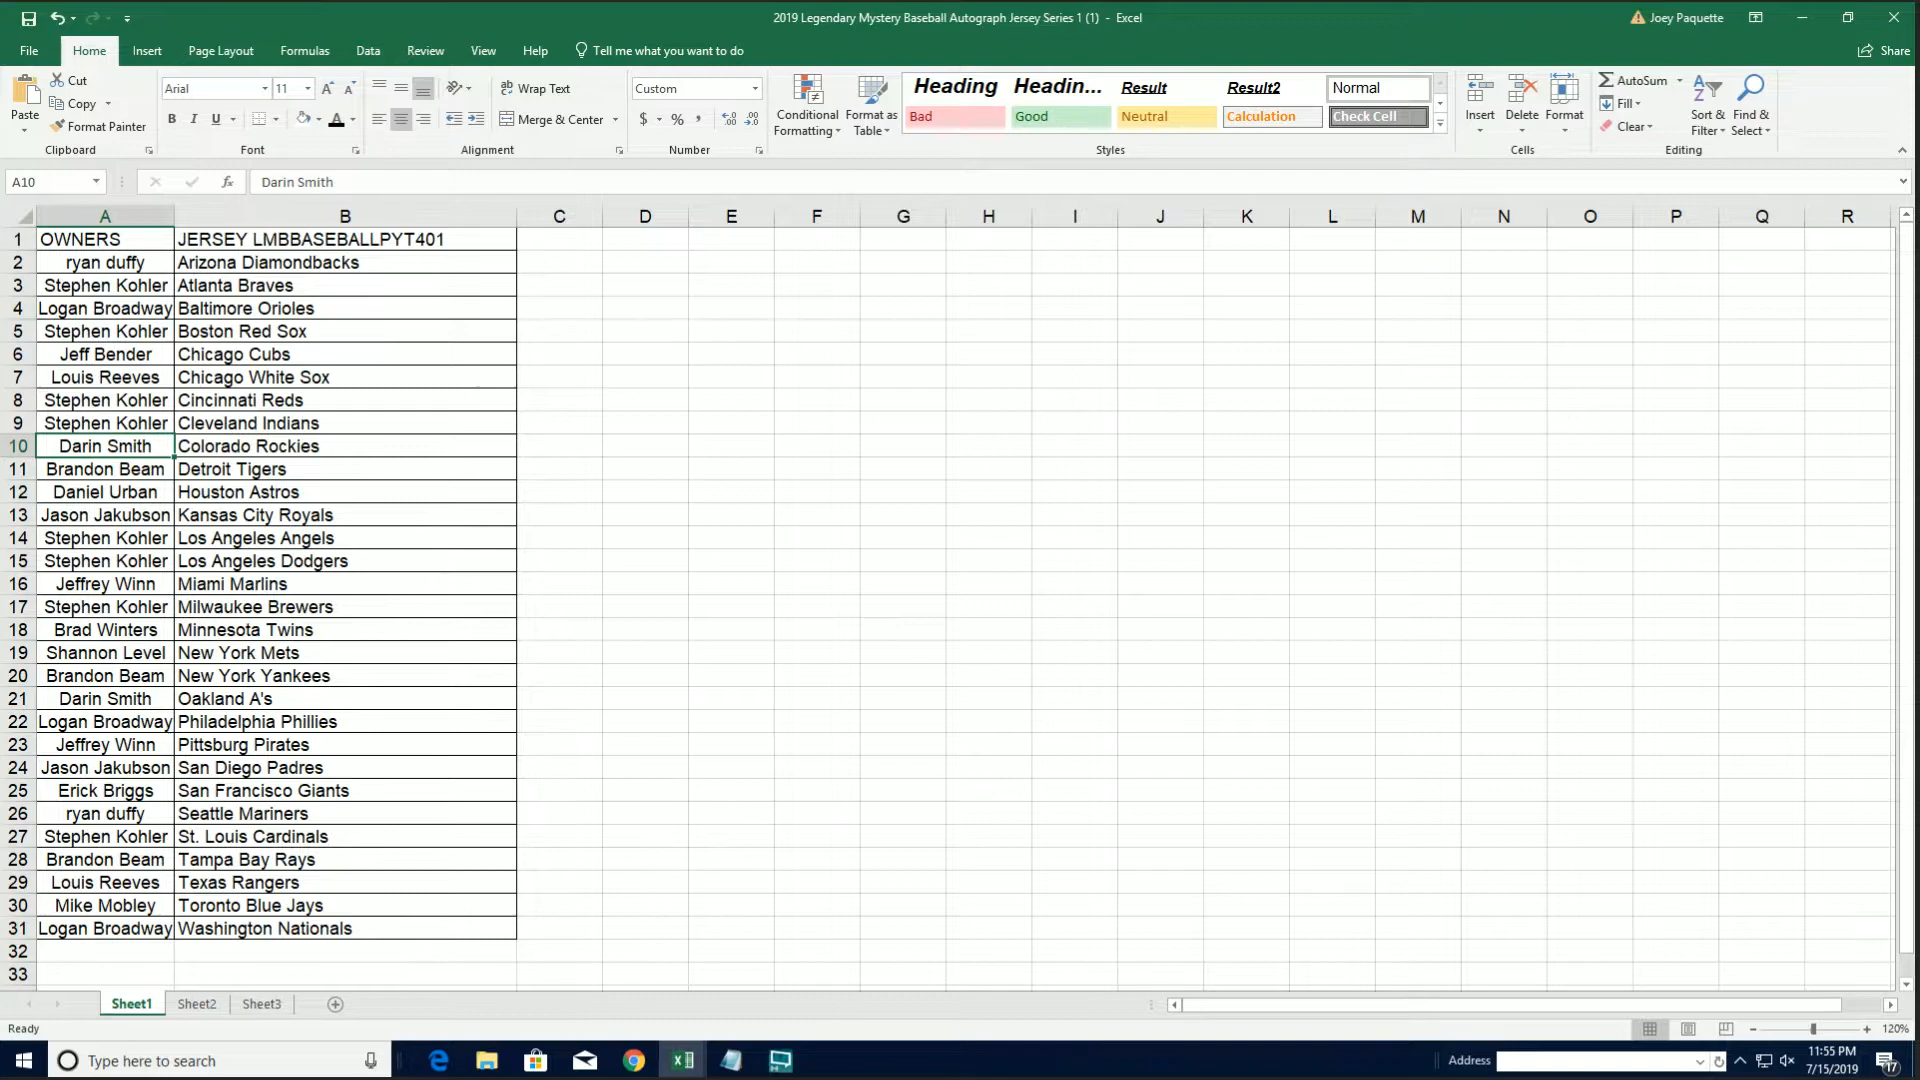 2019 Legendary Mystery Baseball Autograph Jersey Series 1 (1) - Excel
Joey Paquette
File Home Insert Page Layout Formulas Data Review View Help Tell me what you want to do Share
Paste
Cut
Copy
Format Painter
Clipboard
Arial 11
B I U
Font
Wrap Text
Merge & Center
Alignment
Custom
$ % ,
Number
Conditional Formatting
Format as Table
Heading Headin... Result Result2 Normal
Bad Good Neutral Calculation Check Cell
Styles
Insert Delete Format
Cells
AutoSum
Fill
Clear
Sort & Filter
Find & Select
Editing
A10 fx Darin Smith
A B C D E F G H I J K L M N O P Q R
1 OWNERS JERSEY LMBBASEBALLPYT401
2 ryan duffy Arizona Diamondbacks
3 Stephen Kohler Atlanta Braves
4 Logan Broadway Baltimore Orioles
5 Stephen Kohler Boston Red Sox
6 Jeff Bender Chicago Cubs
7 Louis Reeves Chicago White Sox
8 Stephen Kohler Cincinnati Reds
9 Stephen Kohler Cleveland Indians
10 Darin Smith Colorado Rockies
11 Brandon Beam Detroit Tigers
12 Daniel Urban Houston Astros
13 Jason Jakubson Kansas City Royals
14 Stephen Kohler Los Angeles Angels
15 Stephen Kohler Los Angeles Dodgers
16 Jeffrey Winn Miami Marlins
17 Stephen Kohler Milwaukee Brewers
18 Brad Winters Minnesota Twins
19 Shannon Level New York Mets
20 Brandon Beam New York Yankees
21 Darin Smith Oakland A's
22 Logan Broadway Philadelphia Phillies
23 Jeffrey Winn Pittsburg Pirates
24 Jason Jakubson San Diego Padres
25 Erick Briggs San Francisco Giants
26 ryan duffy Seattle Mariners
27 Stephen Kohler St. Louis Cardinals
28 Brandon Beam Tampa Bay Rays
29 Louis Reeves Texas Rangers
30 Mike Mobley Toronto Blue Jays
31 Logan Broadway Washington Nationals
32
33
Sheet1 Sheet2 Sheet3
Ready 120%
Type here to search
Address
11:55 PM
7/15/2019
17